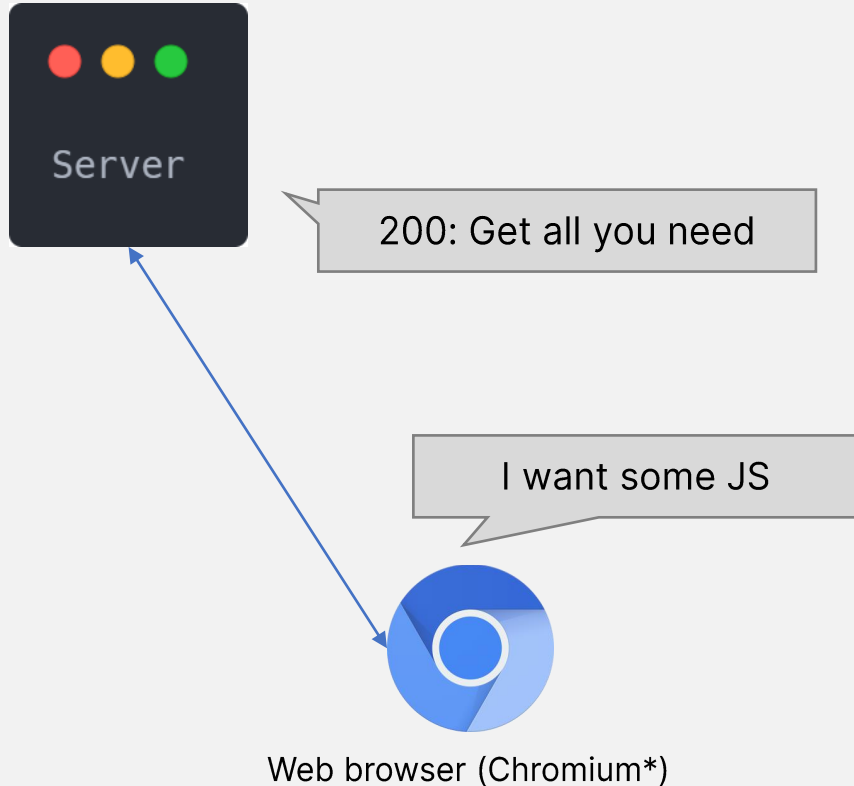 Server
200: Get all you need
I want some JS
Web browser (Chromium*)